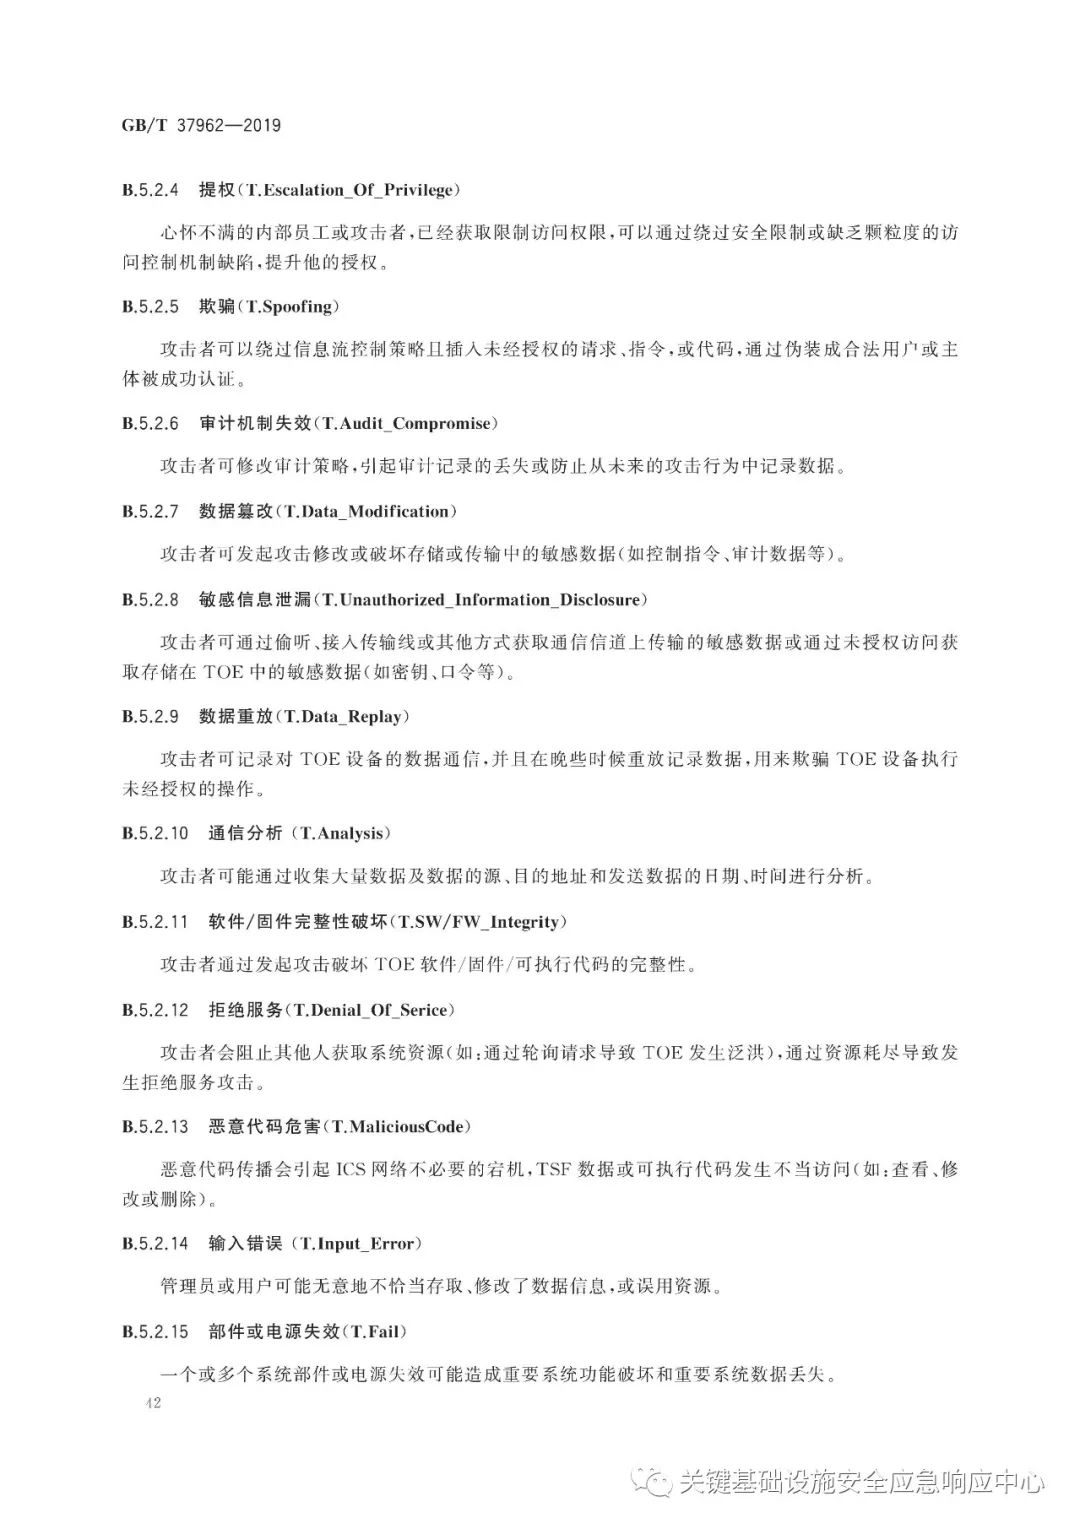 GB/T 37962—2019
B.5.2.4 提权(T.Escalation_Of_Privilege)
心怀不满的内部员工或攻击者,已经获取限制访问权限,可以通过绕过安全限制或缺乏颗粒度的访
问控制机制缺陷,提升他的授权。
B.5.2.5 欺骗(T.Spoofing)
攻击者可以绕过信息流控制策略且插入未经授权的请求、指令,或代码,通过伪装成合法用户或主
体被成功认证。
B.5.2.6 审计机制失效(T.Audit_Compromise)
攻击者可修改审计策略,引起审计记录的丢失或防止从未来的攻击行为中记录数据。
B.5.2.7 数据篡改(T.Data_Modification)
攻击者可发起攻击修改或破坏存储或传输中的敏感数据(如控制指令、审计数据等)。
B.5.2.8 敏感信息泄漏(T.Unauthorized_Information_Disclosure)
攻击者可通过偷听、接入传输线或其他方式获取通信信道上传输的敏感数据或通过未授权访问获
取存储在 TOE 中的敏感数据(如密钥、口令等)。
B.5.2.9 数据重放(T.Data_Replay)
攻击者可记录对 TOE 设备的数据通信,并且在晚些时候重放记录数据,用来欺骗 TOE 设备执行
未经授权的操作。
B.5.2.10 通信分析 (T.Analysis)
攻击者可能通过收集大量数据及数据的源、目的地址和发送数据的日期、时间进行分析。
B.5.2.11 软件/固件完整性破坏(T.SW/FW_Integrity)
攻击者通过发起攻击破坏 TOE 软件/固件/可执行代码的完整性。
B.5.2.12 拒绝服务(T.Denial_Of_Serice)
攻击者会阻止其他人获取系统资源(如:通过轮询请求导致 TOE 发生泛洪),通过资源耗尽导致发
生拒绝服务攻击。
B.5.2.13 恶意代码危害(T.MaliciousCode)
恶意代码传播会引起 ICS 网络不必要的宕机,TSF 数据或可执行代码发生不当访问(如:查看、修
改或删除)。
B.5.2.14 输入错误 (T.Input_Error)
管理员或用户可能无意地不恰当存取、修改了数据信息,或误用资源。
B.5.2.15 部件或电源失效(T.Fail)
一个或多个系统部件或电源失效可能造成重要系统功能破坏和重要系统数据丢失。
42
关键基础设施安全应急响应中心